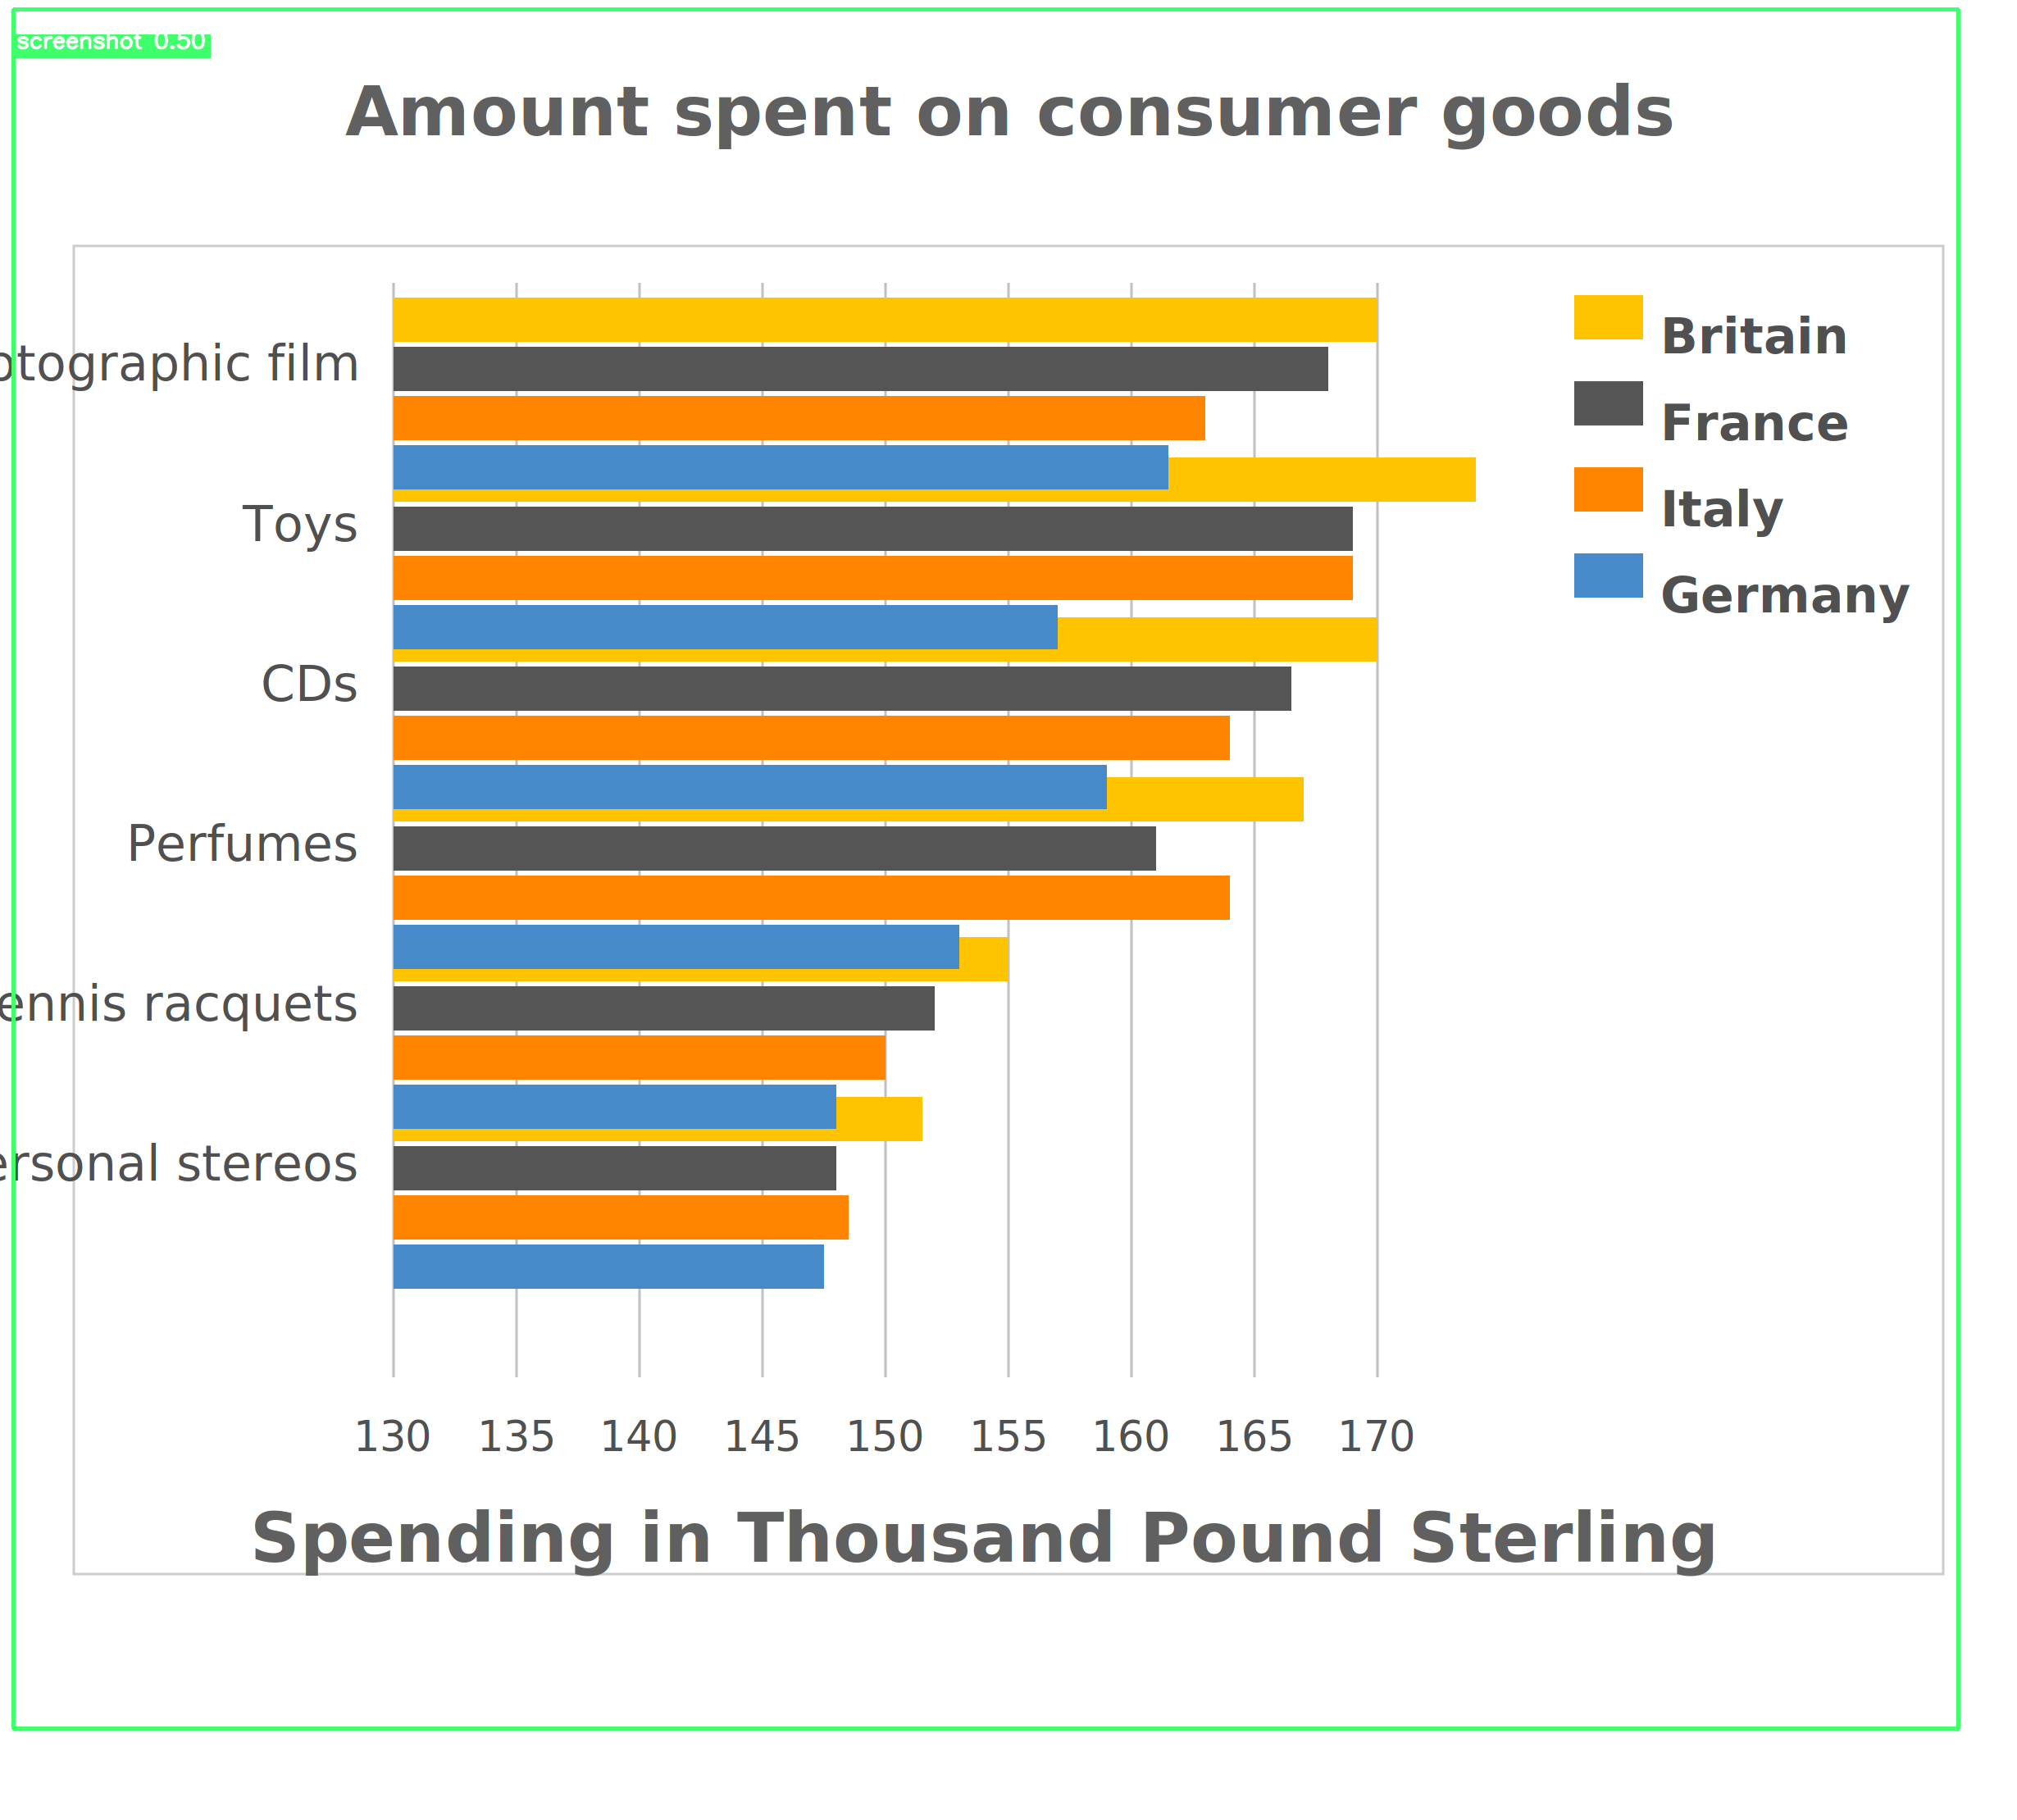 screenshot 0.50
Amount spent on consumer goods
otographic film
Toys
CDs
Perfumes
ennis racquets
ersonal stereos
Britain
France
Italy
Germany
130 135 140 145 150 155 160 165 170
Spending in Thousand Pound Sterling